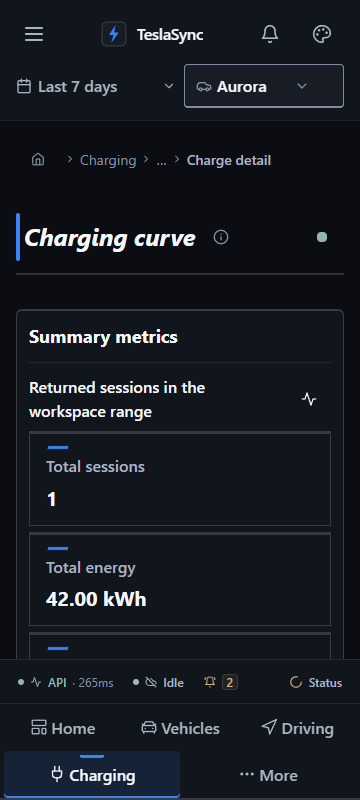 TeslaSync
Last 7 days
Aurora
Charging ... Charge detail
Charging curve
Summary metrics
Returned sessions in the
workspace range
Total sessions
1
Total energy
42.00 kWh
API · 265ms Idle 2 Status
Home Vehicles Driving
Charging More